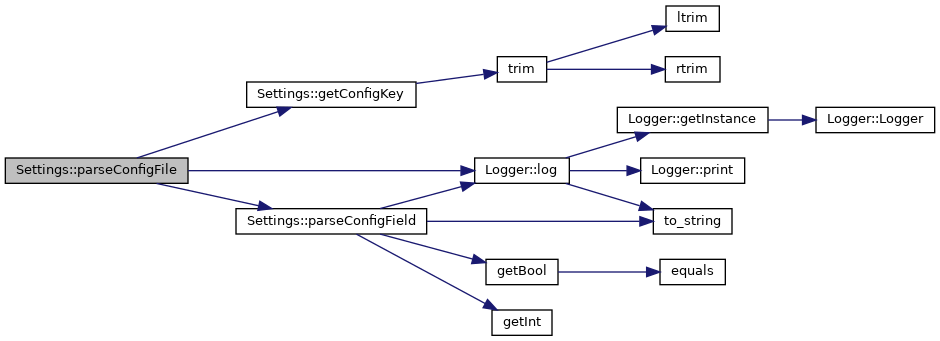 ltrim
trim
rtrim
Settings::getConfigKey
Logger::getInstance
Logger::Logger
Settings::parseConfigFile
Logger::log
Logger::print
Settings::parseConfigField
to_string
getBool
equals
getInt